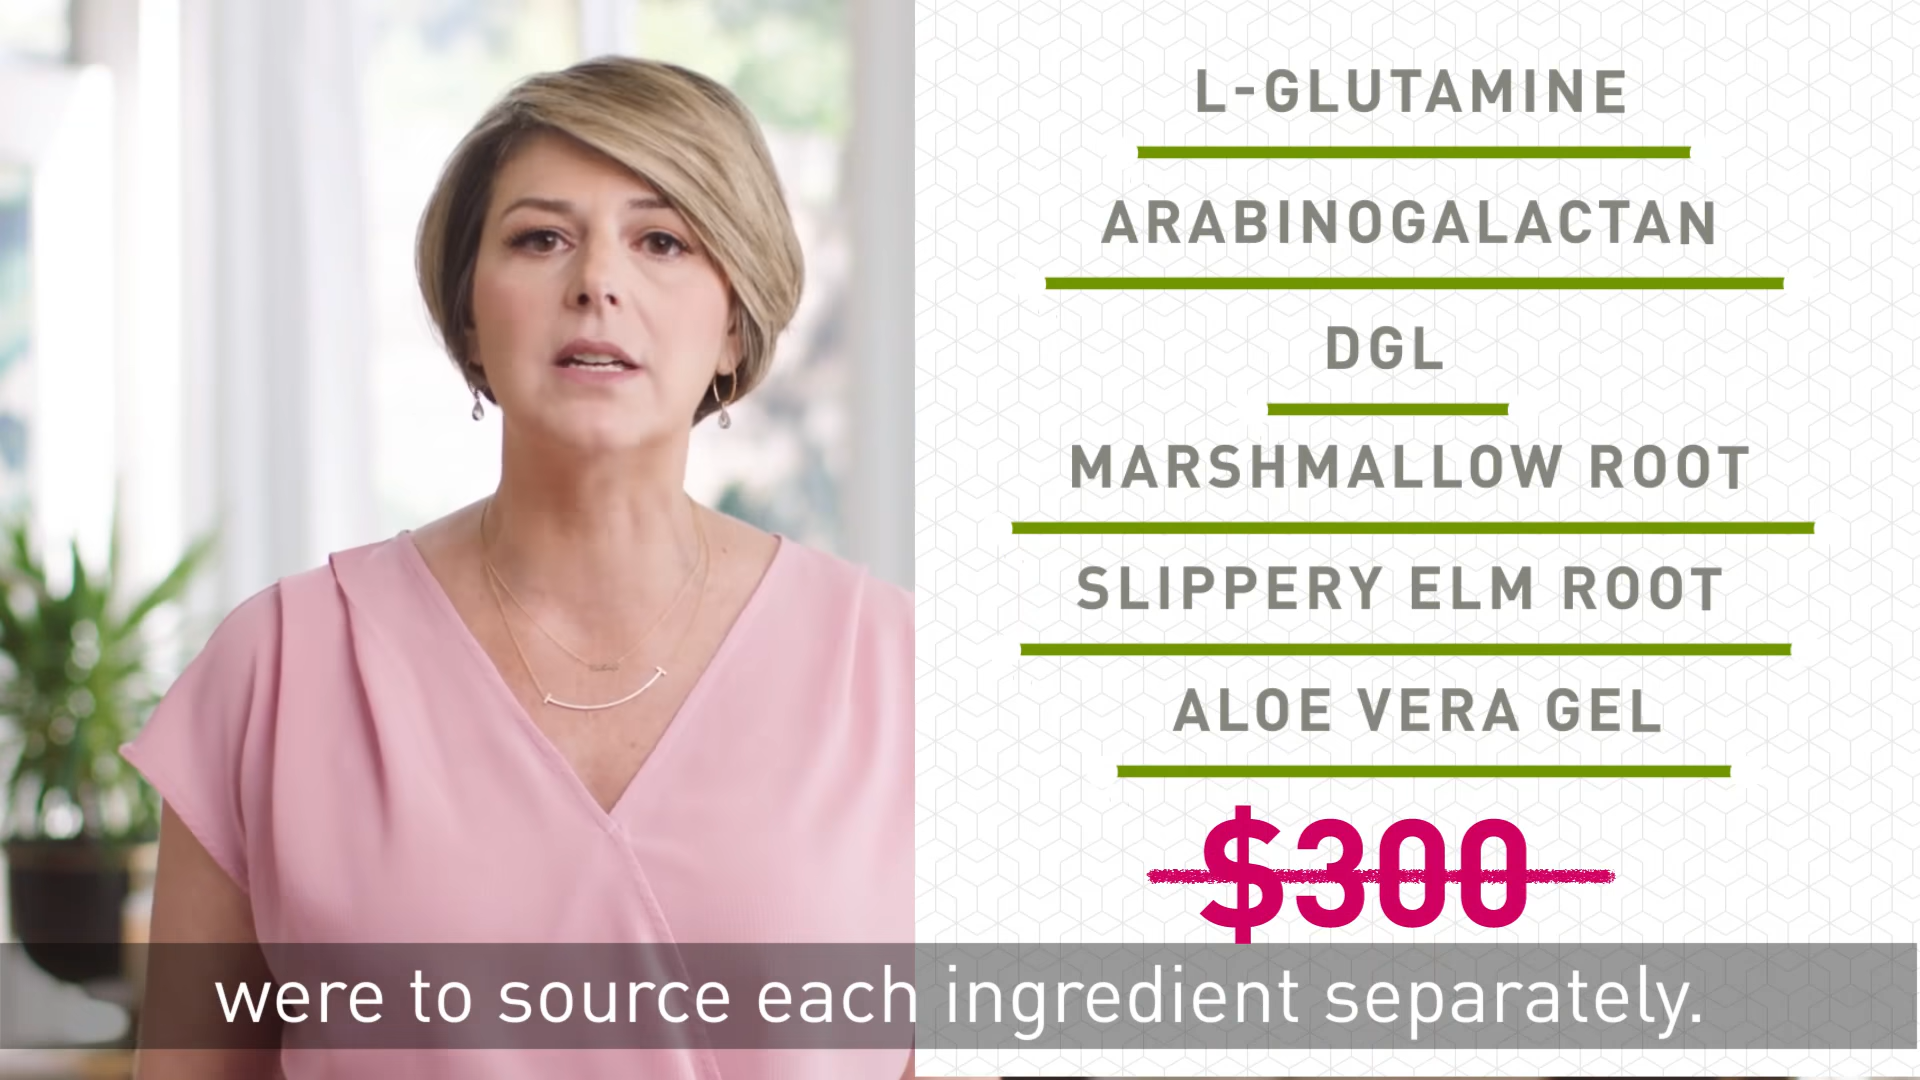 L-GLUTAMINE
ARABINOGALACTAN
DGL
MARSHMALLOW ROOT
SLIPPERY ELM ROOT
ALOE VERA GEL
$300
were to source each ingredient separately.